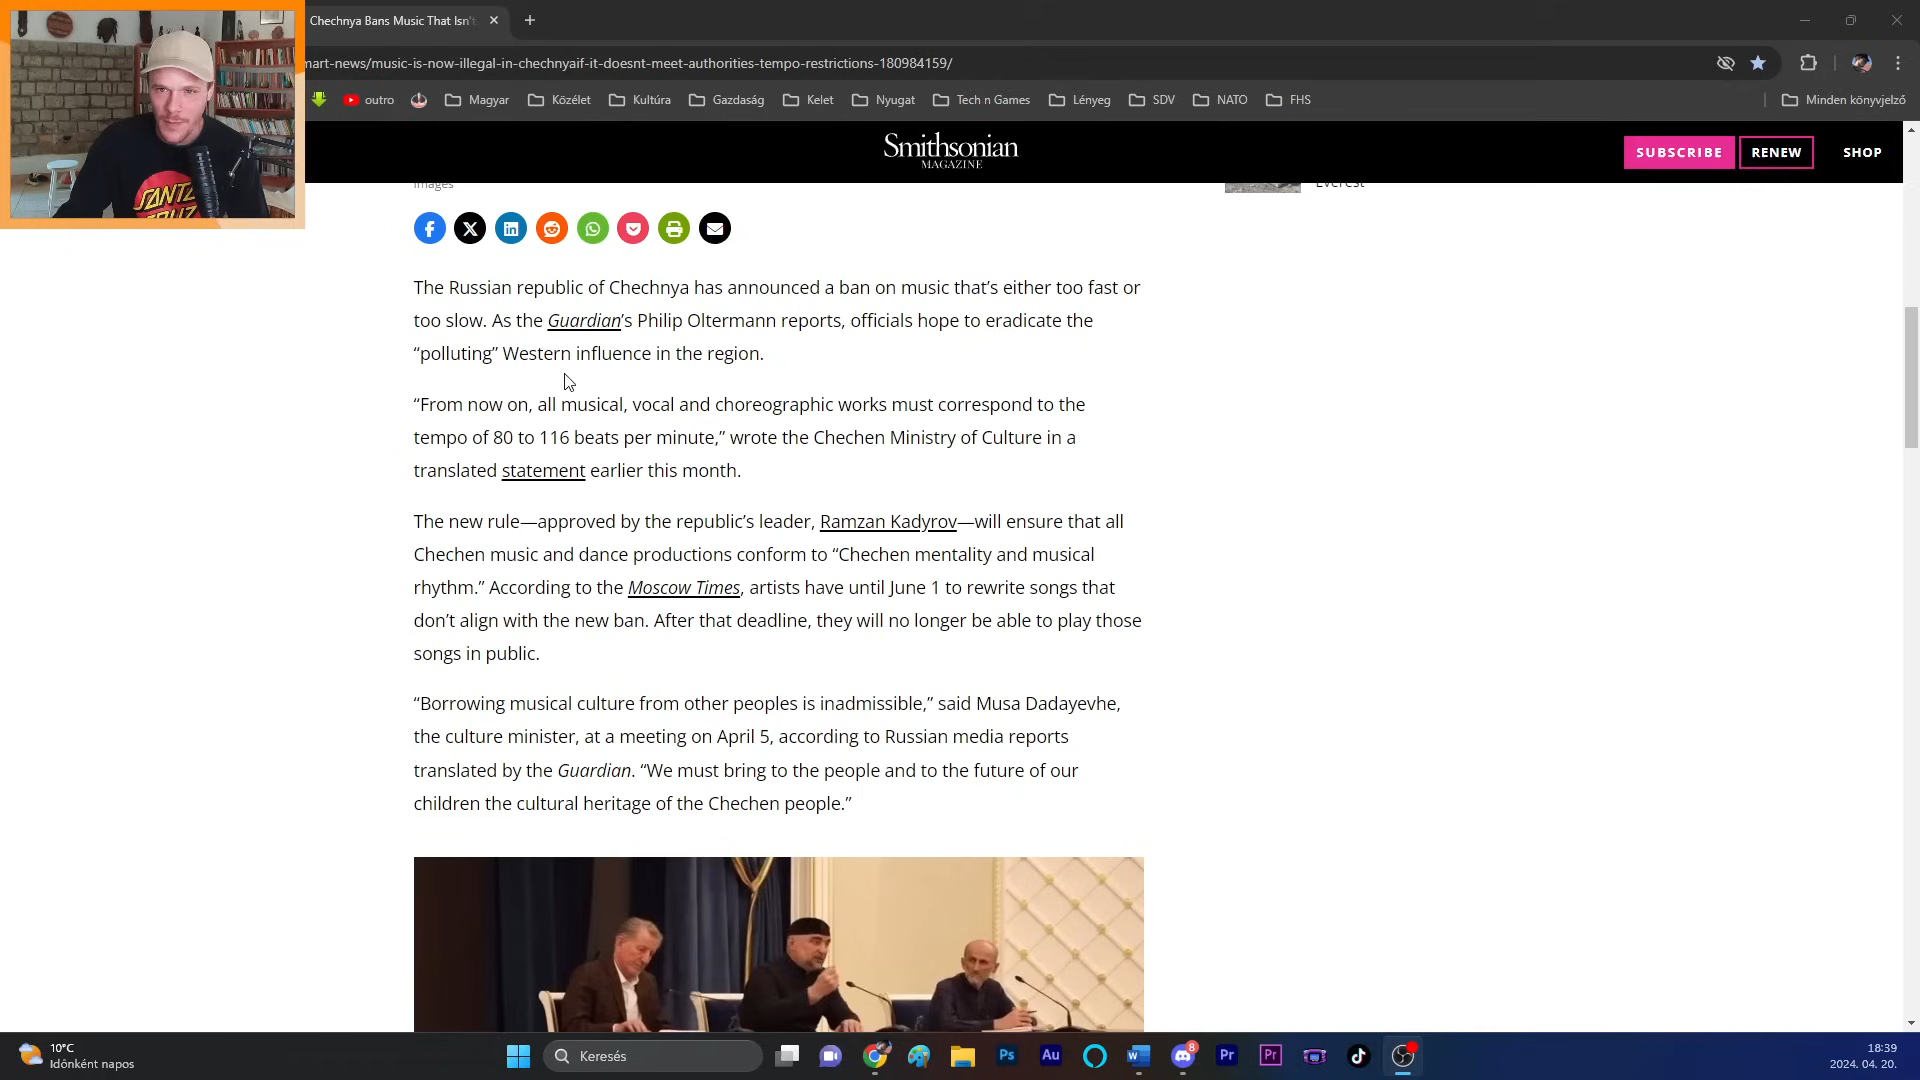 Chechnya Bans Music That Isn't
mart-news/music-is-now-illegal-in-chechnyaif-it-doesnt-meet-authorities-tempo-restrictions-180984159/
outro
Magyar
Közélet
Kultúra
Gazdaság
Kelet
Nyugat
Tech n Games
Lényeg
SDV
NATO
FHS
Minden könyvjelző
Smithsonian
MAGAZINE
SUBSCRIBE
RENEW
SHOP
Images
Everest
The Russian republic of Chechnya has announced a ban on music that’s either too fast or
too slow. As the Guardian’s Philip Oltermann reports, officials hope to eradicate the
“polluting” Western influence in the region.
“From now on, all musical, vocal and choreographic works must correspond to the
tempo of 80 to 116 beats per minute,” wrote the Chechen Ministry of Culture in a
translated statement earlier this month.
The new rule—approved by the republic’s leader, Ramzan Kadyrov—will ensure that all
Chechen music and dance productions conform to “Chechen mentality and musical
rhythm.” According to the Moscow Times, artists have until June 1 to rewrite songs that
don’t align with the new ban. After that deadline, they will no longer be able to play those
songs in public.
“Borrowing musical culture from other peoples is inadmissible,” said Musa Dadayevhe,
the culture minister, at a meeting on April 5, according to Russian media reports
translated by the Guardian. “We must bring to the people and to the future of our
children the cultural heritage of the Chechen people.”
SANTA
CRUZ
10°C
Időnként napos
Keresés
Ps
Au
W
8
Pr
Pr
18:39
2024. 04. 20.